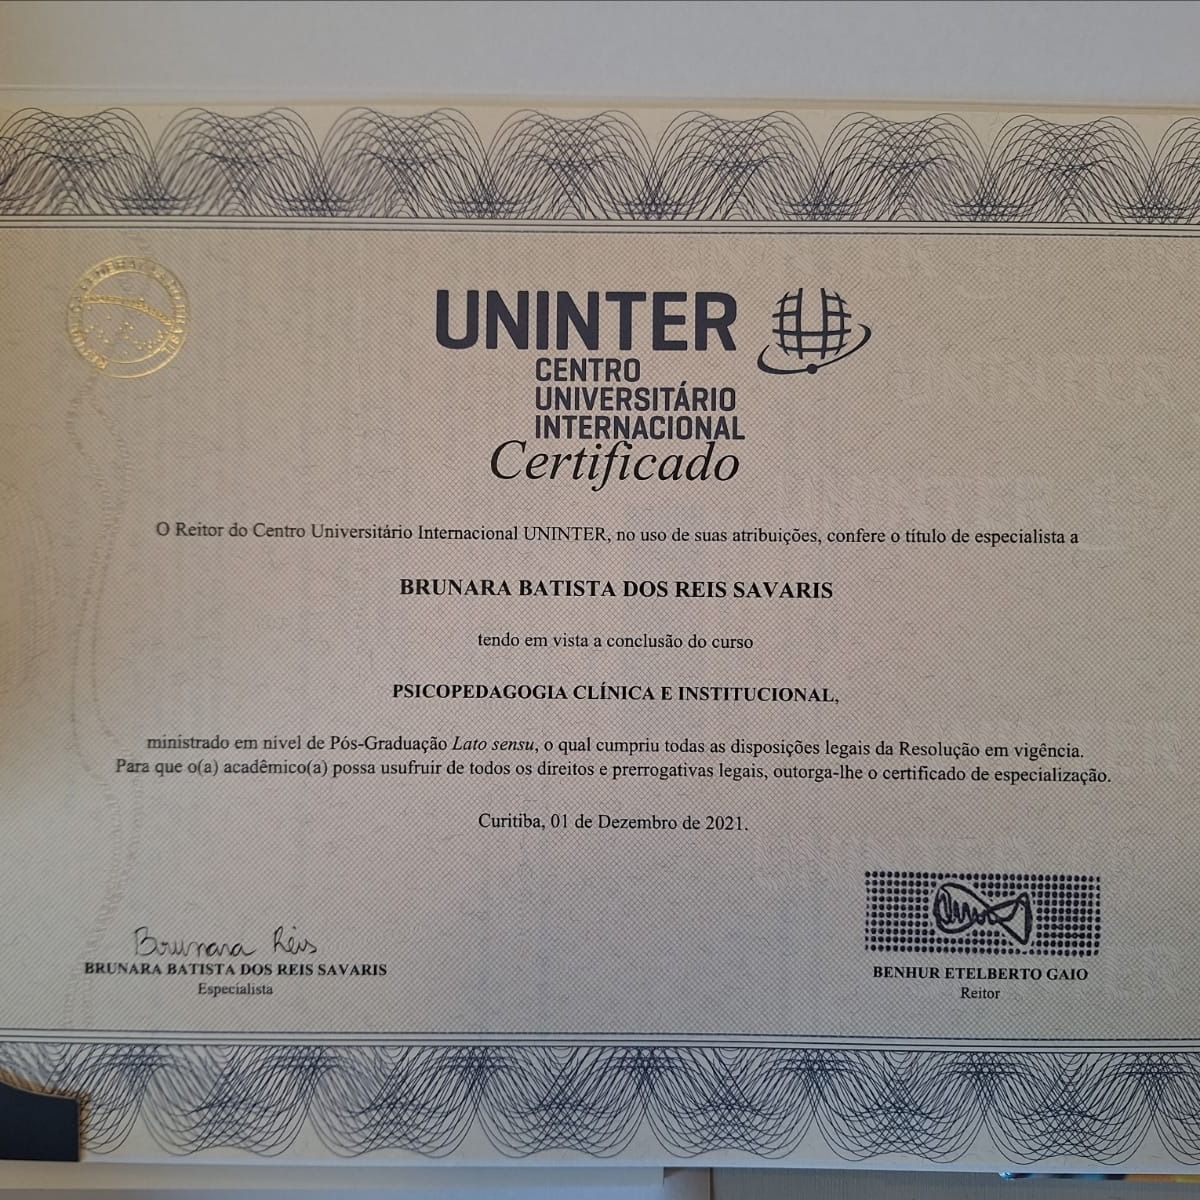 UNINTER
CENTRO
UNIVERSITÁRIO
INTERNACIONAL
Certificado
O Reitor do Centro Universitário Internacional UNINTER, no uso de suas atribuições, confere o título de especialista a
BRUNARA BATISTA DOS REIS SAVARIS
tendo em vista a conclusão do curso
PSICOPEDAGOGIA CLÍNICA E INSTITUCIONAL,
ministrado em nível de Pós-Graduação Lato sensu, o qual cumpriu todas as disposições legais da Resolução em vigência.
Para que o(a) acadêmico(a) possa usufruir de todos os direitos e prerrogativas legais, outorga-lhe o certificado de especialização.
Curitiba, 01 de Dezembro de 2021.
Brunara Reis
BRUNARA BATISTA DOS REIS SAVARIS
Especialista
BENHUR ETELBERTO GAIO
Reitor